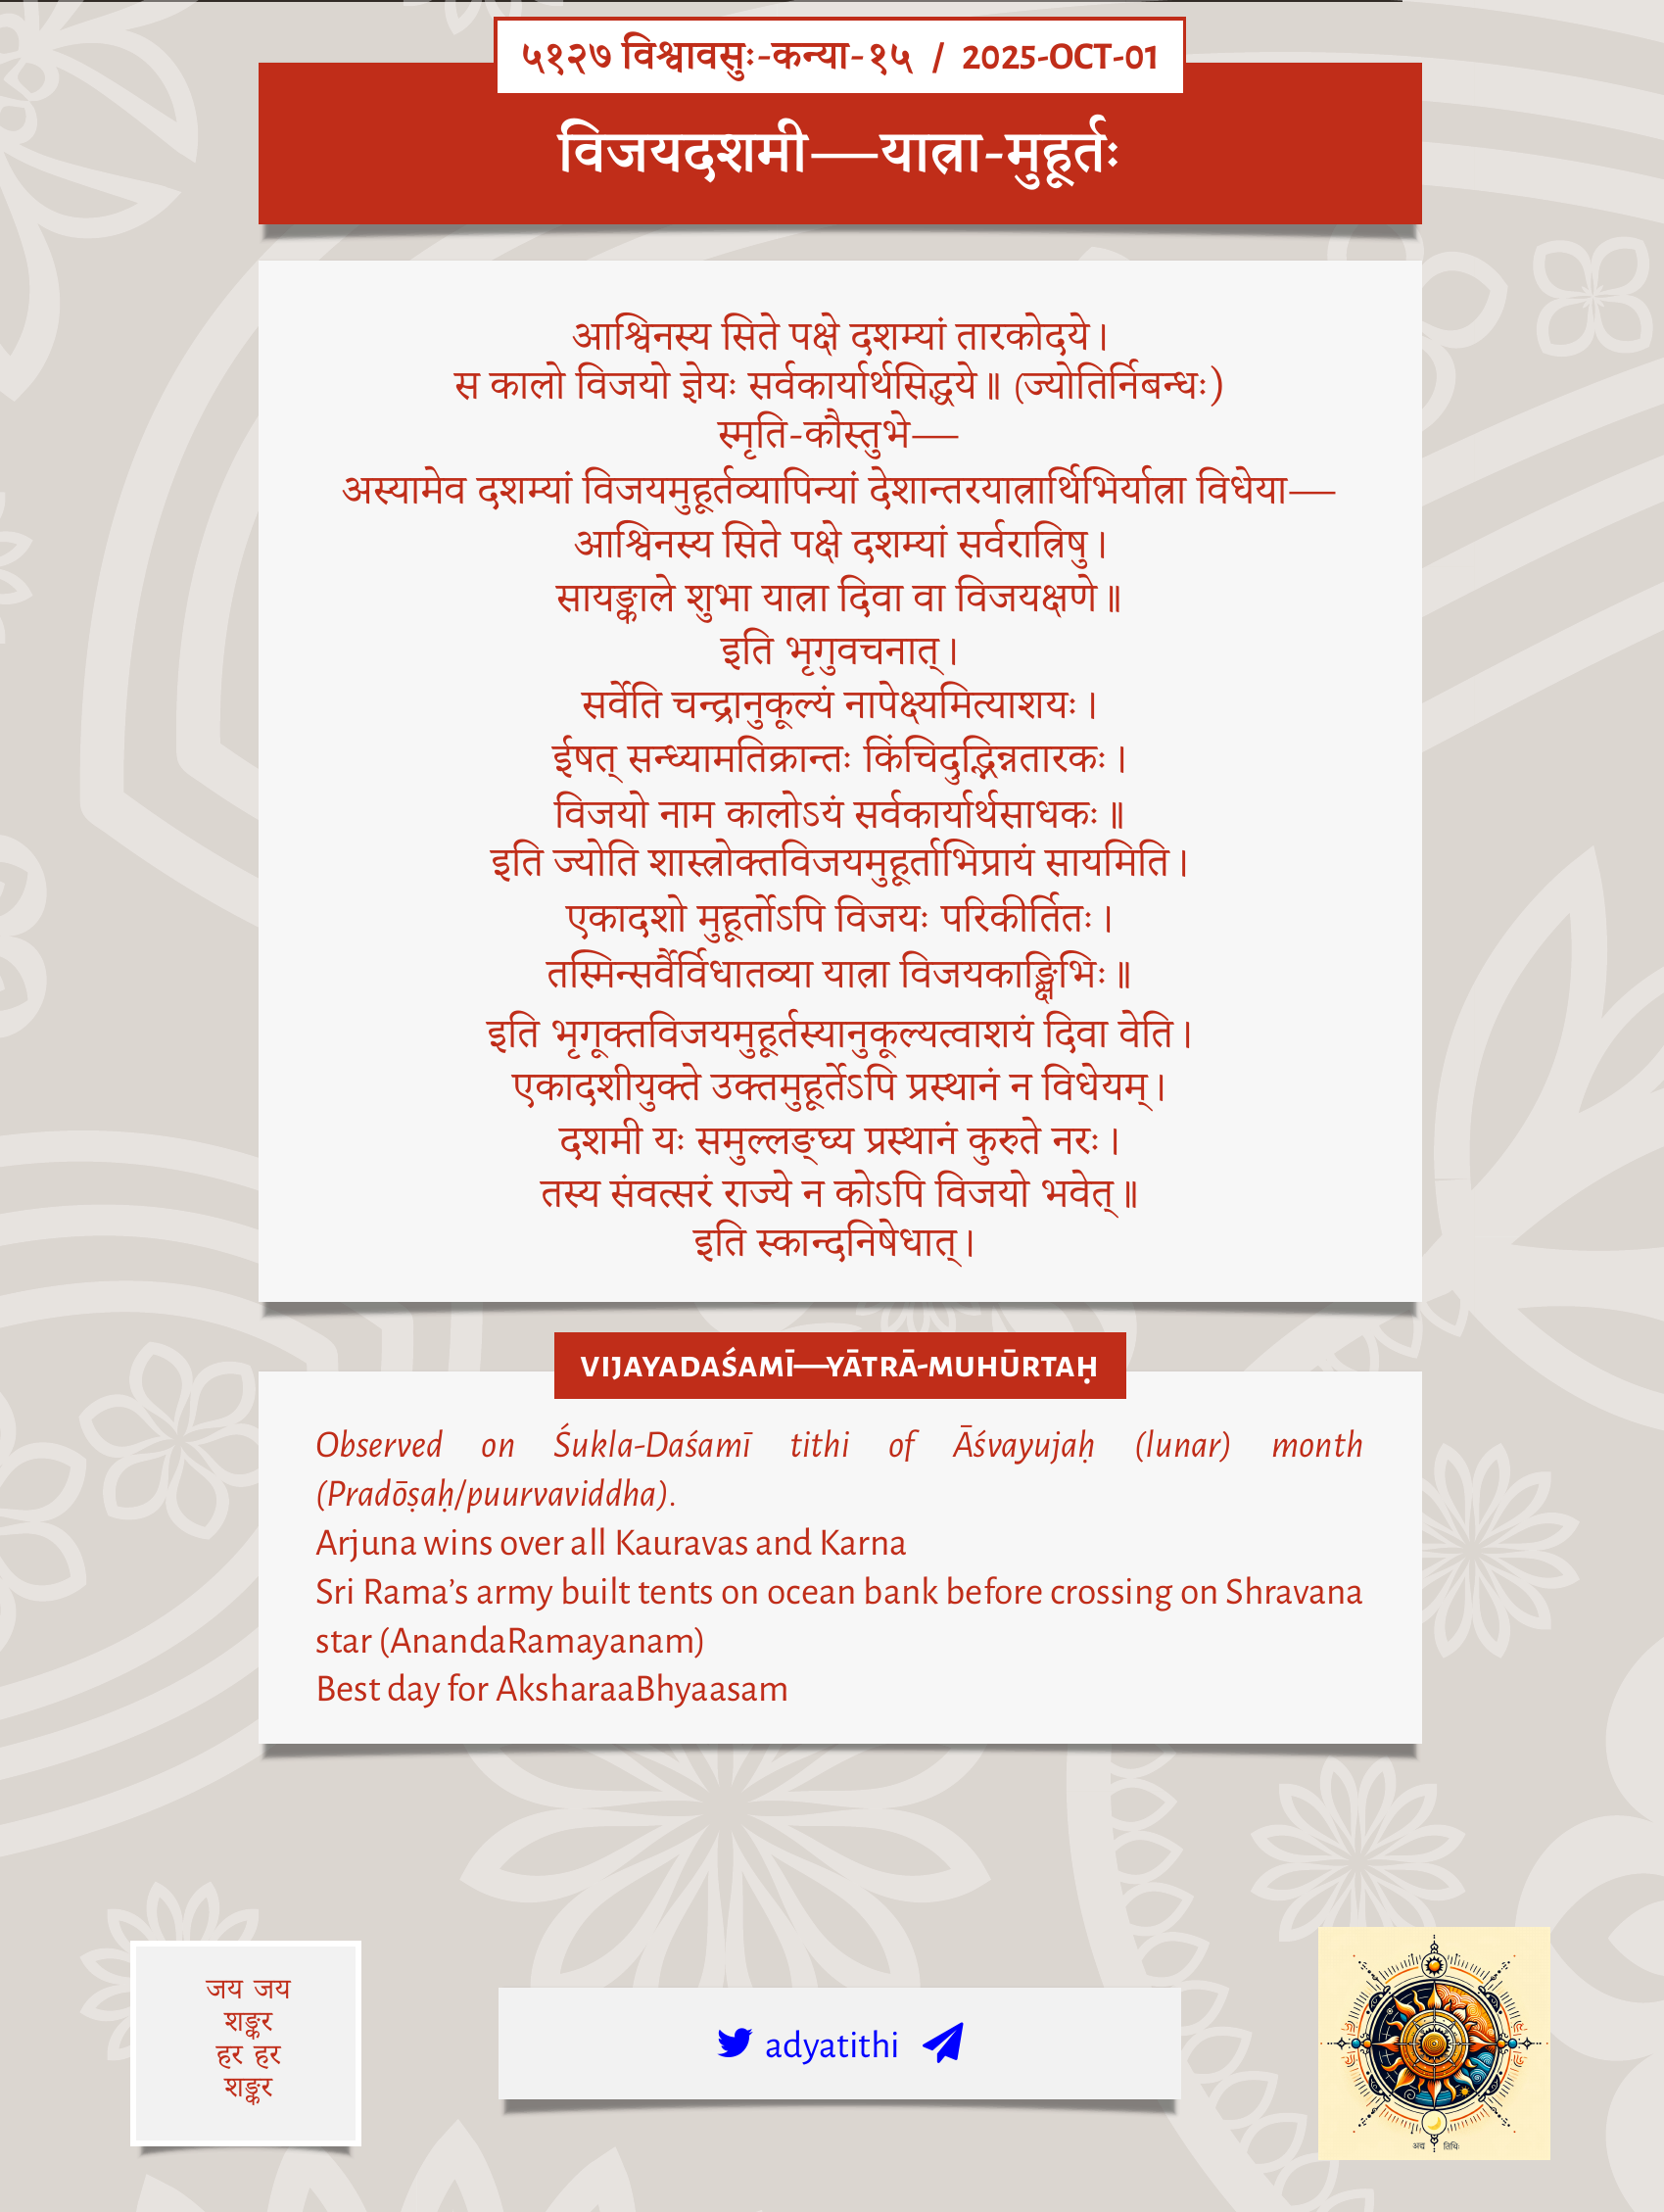 ५१२७ विश्वावसुः-कन्या-१५ / 2025-OCT-01
विजयदशमी—यात्रा-मुहूर्तः
आश्विनस्य सिते पक्षे दशम्यां तारकोदये।
स कालो विजयो ज्ञेयः सर्वकार्यार्थसिद्धये॥ (ज्योतिर्निबन्धः)
स्मृति-कौस्तुभे—
अस्यामेव दशम्यां विजयमुहूर्तव्यापिन्यां देशान्तरयात्रार्थिभिर्यात्रा विधेया—
आश्विनस्य सिते पक्षे दशम्यां सर्वरात्रिषु।
सायङ्काले शुभा यात्रा दिवा वा विजयक्षणे॥
इति भृगुवचनात्।
सर्वेति चन्द्रानुकूल्यं नापेक्ष्यमित्याशयः।
ईषत् सन्ध्यामतिक्रान्तः किंचिदुद्भिन्नतारकः।
विजयो नाम कालोऽयं सर्वकार्यार्थसाधकः॥
इति ज्योति शास्त्रोक्तविजयमुहूर्ताभिप्रायं सायमिति।
एकादशो मुहूर्तोऽपि विजयः परिकीर्तितः।
तस्मिन्सर्वैर्विधातव्या यात्रा विजयकाङ्क्षिभिः॥
इति भृगूक्तविजयमुहूर्तस्यानुकूल्यत्वाशयं दिवा वेति।
एकादशीयुक्ते उक्तमुहूर्तेऽपि प्रस्थानं न विधेयम्।
दशमी यः समुल्लङ्घ्य प्रस्थानं कुरुते नरः।
तस्य संवत्सरं राज्ये न कोऽपि विजयो भवेत्॥
इति स्कान्दनिषेधात्।
VIJAYADAŚAMĪ—YĀTRĀ-MUHŪRTAḤ
Observed on Śukla-Daśamī tithi of Āśvayujaḥ (lunar) month
(Pradōṣaḥ/puurvaviddha).
Arjuna wins over all Kauravas and Karna
Sri Rama’s army built tents on ocean bank before crossing on Shravana
star (AnandaRamayanam)
Best day for AksharaaBhyaasam
जय जय
शङ्कर
हर हर
शङ्कर
adyatithi
अद्य तिथिः